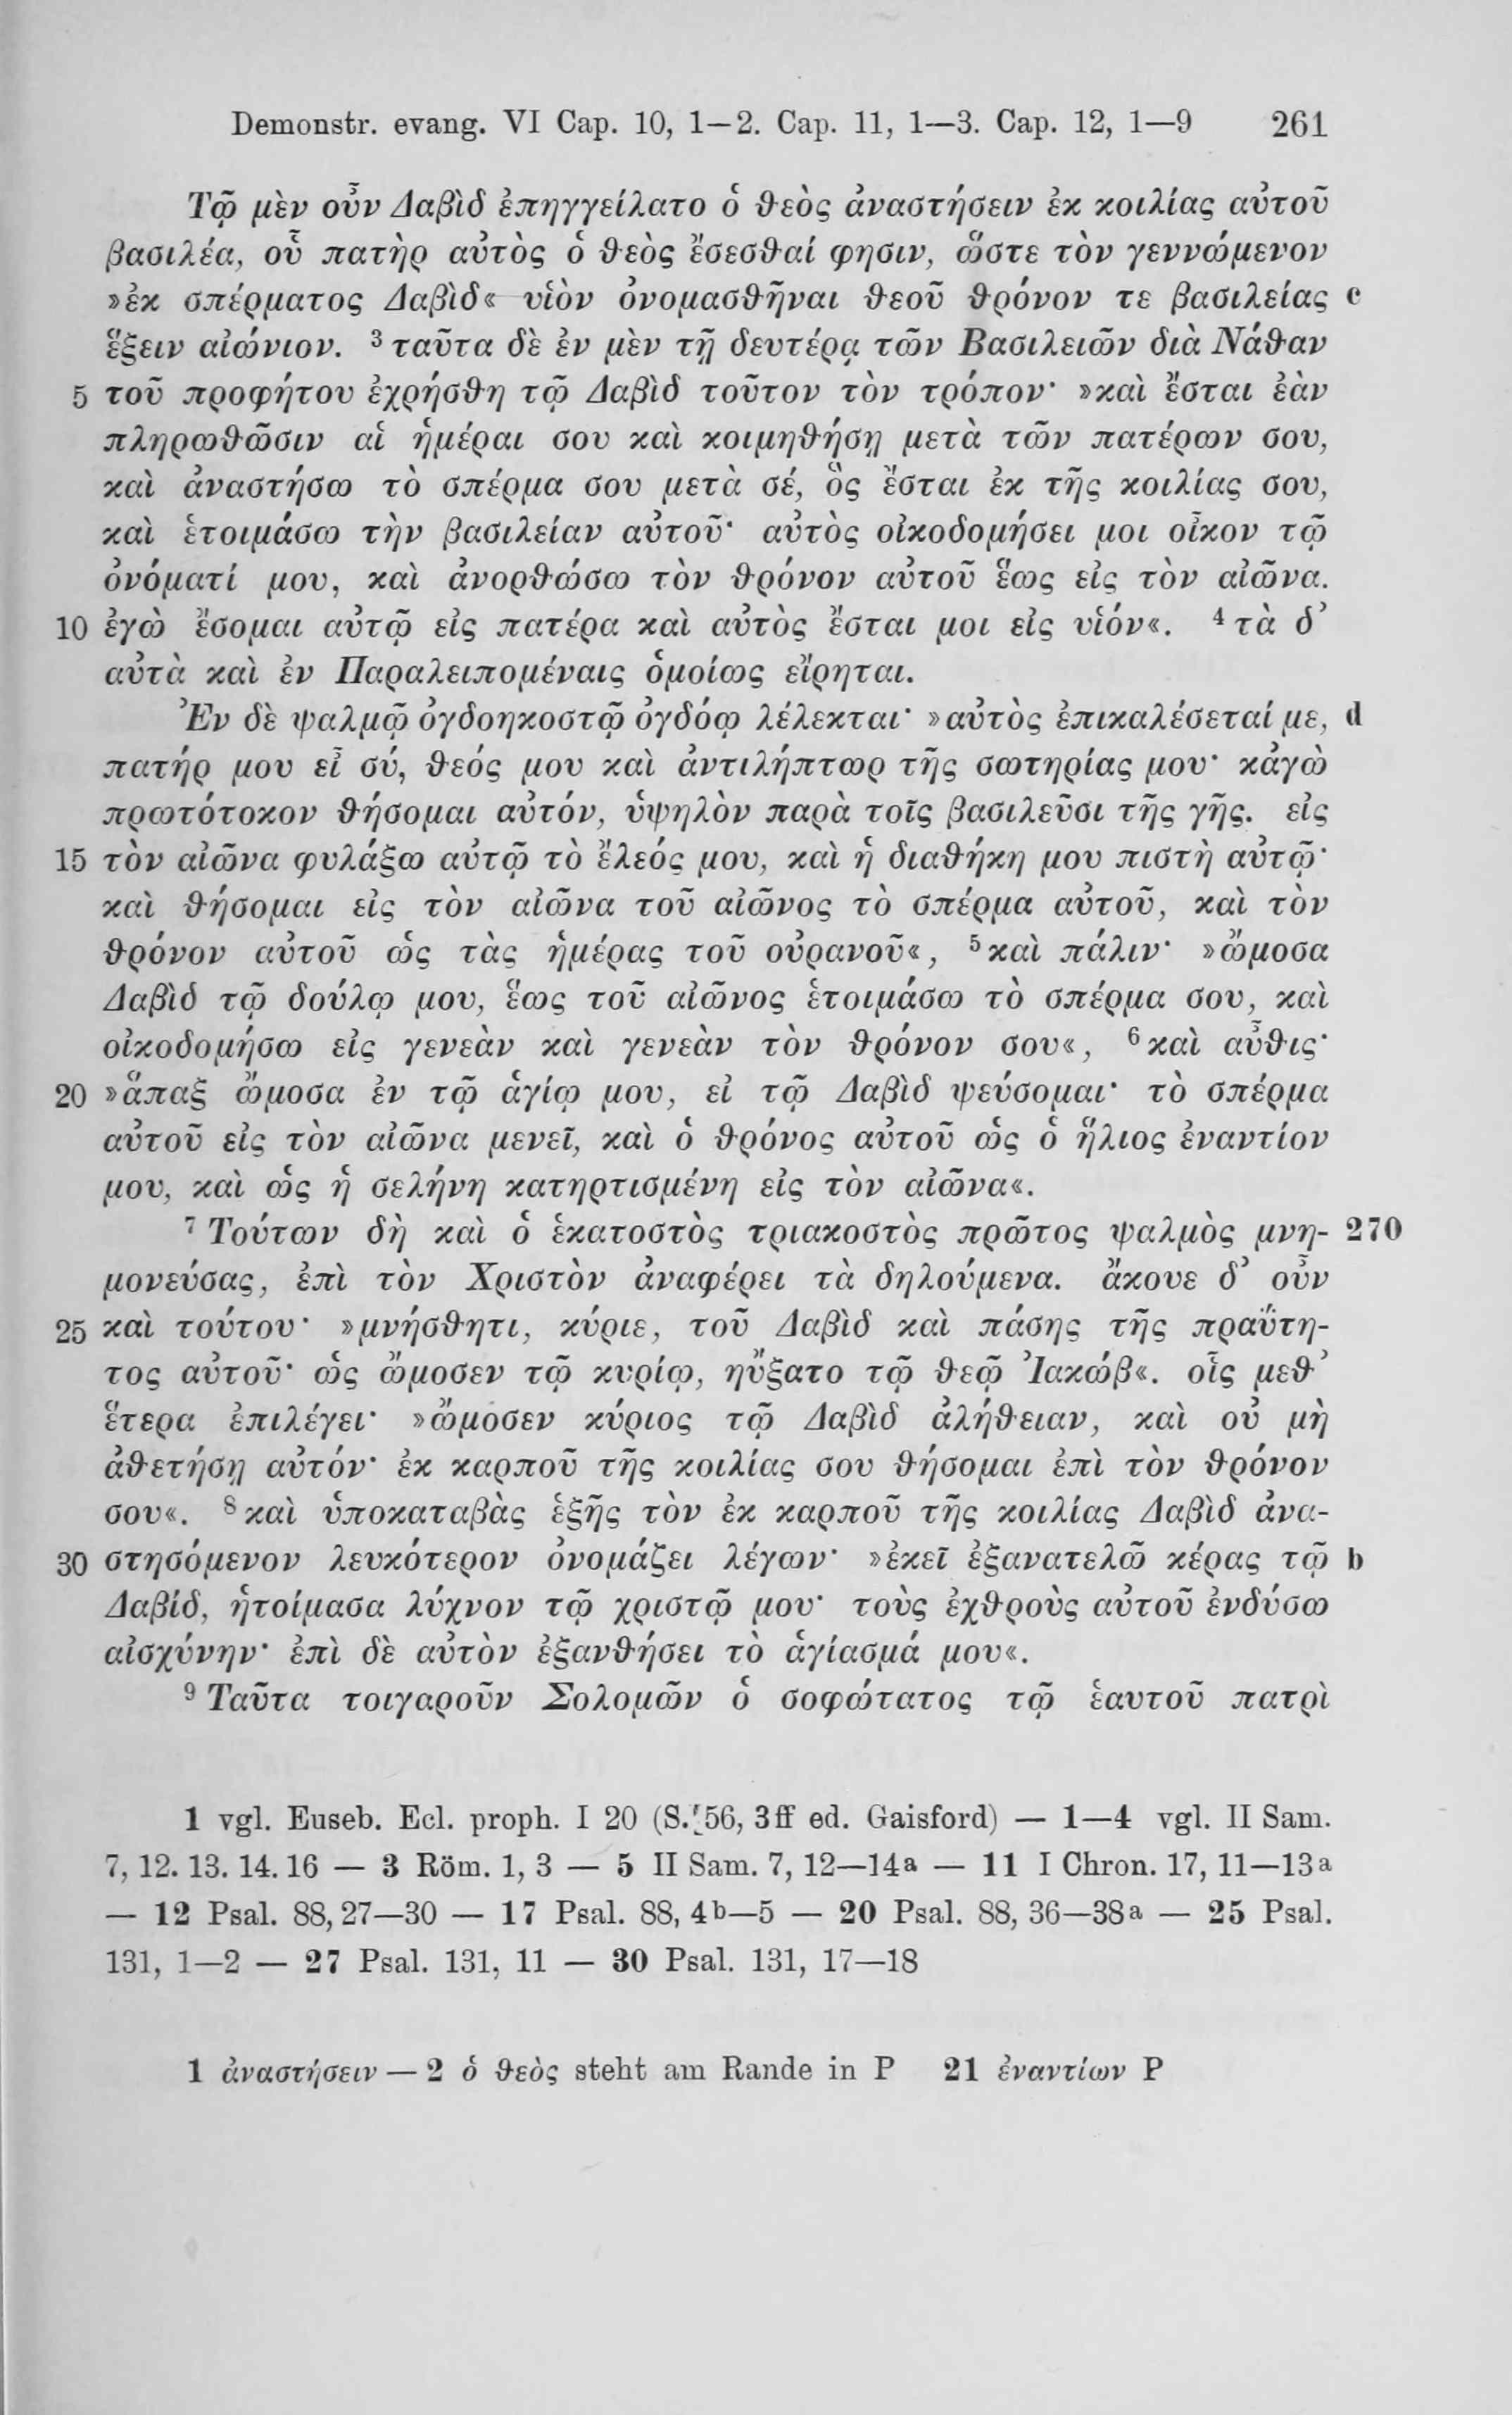 Demonstr. evang. VI Cap. 10, 1—2. Cap. 11, 1—3. Cap. 12, 1—9 261
Τῷ μὲν οὖν Δαβὶδ ἐπηγγείλατο ὁ θεὸς ἀναστήσειν ἐκ κοιλίας αὐτοῦ
βασιλέα, οὗ πατὴρ αὐτὸς ὁ θεὸς ἔσεσθαί φησιν, ὥστε τὸν γεννώμενον
»ἐκ σπέρματος Δαβὶδ« υἱὸν ὀνομασθῆναι θεοῦ θρόνον τε βασιλείας c
ἕξειν αἰώνιον. ³ ταῦτα δὲ ἐν μὲν τῇ δευτέρᾳ τῶν Βασιλειῶν διὰ Νάθαν
5 τοῦ προφήτου ἐχρήσθη τῷ Δαβὶδ τοῦτον τὸν τρόπον· »καὶ ἔσται ἐὰν
πληρωθῶσιν αἱ ἡμέραι σου καὶ κοιμηθήσῃ μετὰ τῶν πατέρων σου,
καὶ ἀναστήσω τὸ σπέρμα σου μετὰ σέ, ὃς ἔσται ἐκ τῆς κοιλίας σου,
καὶ ἑτοιμάσω τὴν βασιλείαν αὐτοῦ· αὐτὸς οἰκοδομήσει μοι οἶκον τῷ
ὀνόματί μου, καὶ ἀνορθώσω τὸν θρόνον αὐτοῦ ἕως εἰς τὸν αἰῶνα.
10 ἐγὼ ἔσομαι αὐτῷ εἰς πατέρα καὶ αὐτὸς ἔσται μοι εἰς υἱόν«. ⁴ τὰ δ’
αὐτὰ καὶ ἐν Παραλειπομέναις ὁμοίως εἴρηται.
Ἐν δὲ ψαλμῷ ὀγδοηκοστῷ ὀγδόῳ λέλεκται· »αὐτὸς ἐπικαλέσεταί με, d
πατήρ μου εἶ σύ, θεός μου καὶ ἀντιλήπτωρ τῆς σωτηρίας μου· κἀγὼ
πρωτότοκον θήσομαι αὐτόν, ὑψηλὸν παρὰ τοῖς βασιλεῦσι τῆς γῆς. εἰς
15 τὸν αἰῶνα φυλάξω αὐτῷ τὸ ἔλεός μου, καὶ ἡ διαθήκη μου πιστὴ αὐτῷ·
καὶ θήσομαι εἰς τὸν αἰῶνα τοῦ αἰῶνος τὸ σπέρμα αὐτοῦ, καὶ τὸν
θρόνον αὐτοῦ ὡς τὰς ἡμέρας τοῦ οὐρανοῦ«, ⁵ καὶ πάλιν· »ὤμοσα
Δαβὶδ τῷ δούλῳ μου, ἕως τοῦ αἰῶνος ἑτοιμάσω τὸ σπέρμα σου, καὶ
οἰκοδομήσω εἰς γενεὰν καὶ γενεὰν τὸν θρόνον σου«, ⁶ καὶ αὖθις·
20 »ἅπαξ ὤμοσα ἐν τῷ ἁγίῳ μου, εἰ τῷ Δαβὶδ ψεύσομαι· τὸ σπέρμα
αὐτοῦ εἰς τὸν αἰῶνα μενεῖ, καὶ ὁ θρόνος αὐτοῦ ὡς ὁ ἥλιος ἐναντίον
μου, καὶ ὡς ἡ σελήνη κατηρτισμένη εἰς τὸν αἰῶνα«.
⁷ Τούτων δὴ καὶ ὁ ἑκατοστὸς τριακοστὸς πρῶτος ψαλμὸς μνη- 270
μονεύσας, ἐπὶ τὸν Χριστὸν ἀναφέρει τὰ δηλούμενα. ἄκουε δ’ οὖν
25 καὶ τούτου· »μνήσθητι, κύριε, τοῦ Δαβὶδ καὶ πάσης τῆς πραΰτη-
τος αὐτοῦ· ὡς ὤμοσεν τῷ κυρίῳ, ηὔξατο τῷ θεῷ Ἰακώβ«. οἷς μεθ’
ἕτερα ἐπιλέγει· »ὤμοσεν κύριος τῷ Δαβὶδ ἀλήθειαν, καὶ οὐ μὴ
ἀθετήσῃ αὐτόν· ἐκ καρποῦ τῆς κοιλίας σου θήσομαι ἐπὶ τὸν θρόνον
σου«. ⁸ καὶ ὑποκαταβὰς ἑξῆς τὸν ἐκ καρποῦ τῆς κοιλίας Δαβὶδ ἀνα-
30 στησόμενον λευκότερον ὀνομάζει λέγων· »ἐκεῖ ἐξανατελῶ κέρας τῷ b
Δαβίδ, ἡτοίμασα λύχνον τῷ χριστῷ μου· τοὺς ἐχθροὺς αὐτοῦ ἐνδύσω
αἰσχύνην· ἐπὶ δὲ αὐτὸν ἐξανθήσει τὸ ἁγίασμά μου«.
⁹ Ταῦτα τοιγαροῦν Σολομῶν ὁ σοφώτατος τῷ ἑαυτοῦ πατρὶ
1 vgl. Euseb. Ecl. proph. I 20 (S. 56, 3ff ed. Gaisford) — 1—4 vgl. II Sam.
7, 12. 13. 14. 16 — 3 Röm. 1, 3 — 5 II Sam. 7, 12—14a — 11 I Chron. 17, 11—13a
— 12 Psal. 88, 27—30 — 17 Psal. 88, 4b—5 — 20 Psal. 88, 36—38a — 25 Psal.
131, 1—2 — 27 Psal. 131, 11 — 30 Psal. 131, 17—18
1 ἀναστήσειν — 2 ὁ θεὸς steht am Rande in P 21 ἐναντίων P